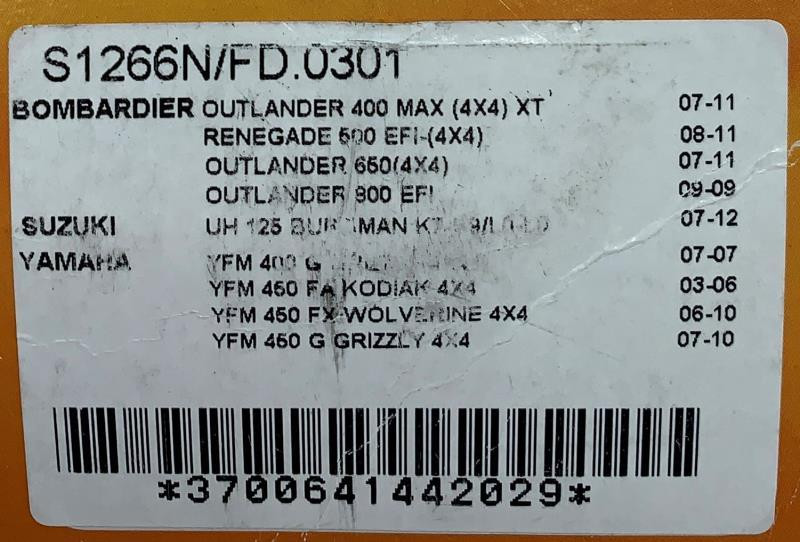 S1266N/FD.0301
BOMBARDIER OUTLANDER 400 MAX (4X4) XT 07-11
RENEGADE 500 EFI-(4X4) 08-11
OUTLANDER 650(4X4) 07-11
OUTLANDER 800 EFI 09-09
SUZUKI UH 125 BURGMAN 07-12
YAMAHA YFM 400 G 07-07
YFM 450 FA KODIAK 4X4 03-06
YFM 450 FX WOLVERINE 4X4 06-10
YFM 450 G GRIZZLY 4X4 07-10
*3700641442029*